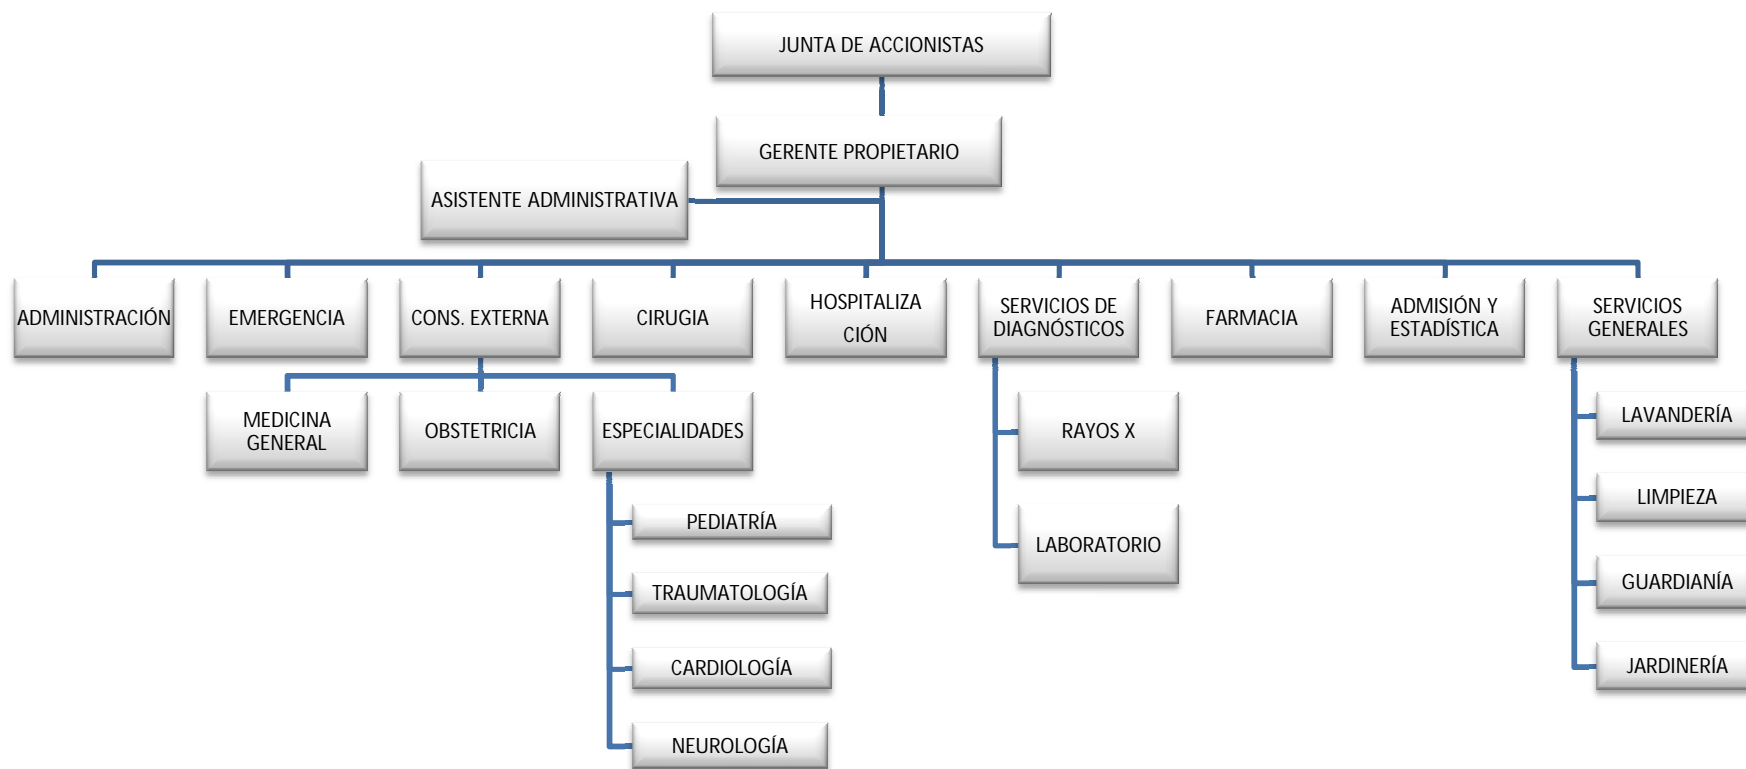 JUNTA DE ACCIONISTAS
GERENTE PROPIETARIO
ASISTENTE ADMINISTRATIVA
ADMINISTRACIÓN
EMERGENCIA
CONS. EXTERNA
CIRUGIA
HOSPITALIZA
CIÓN
SERVICIOS DE
DIAGNÓSTICOS
FARMACIA
ADMISIÓN Y
ESTADÍSTICA
SERVICIOS
GENERALES
MEDICINA
GENERAL
OBSTETRICIA
ESPECIALIDADES
PEDIATRÍA
TRAUMATOLOGÍA
CARDIOLOGÍA
NEUROLOGÍA
RAYOS X
LABORATORIO
LAVANDERÍA
LIMPIEZA
GUARDIANÍA
JARDINERÍA